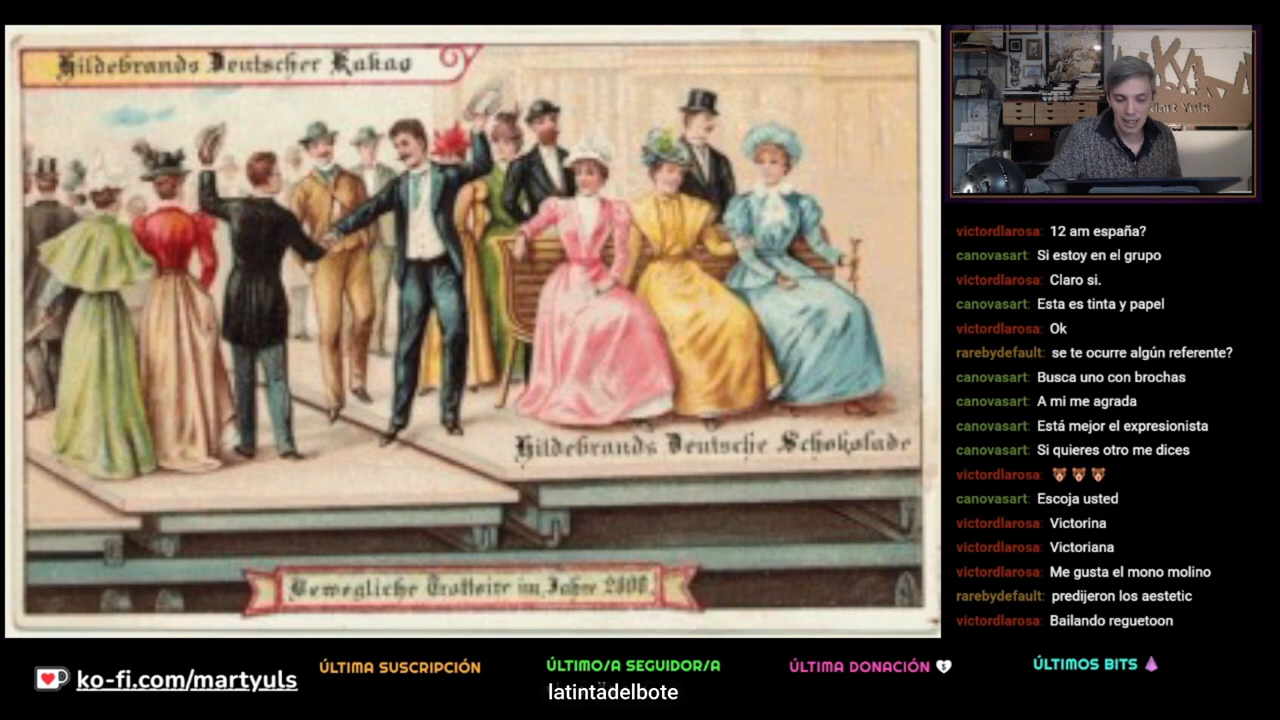 Hildebrands Deutscher Kakao
Hildebrands Deutsche Schokolade
Bewegliche Trottoire im Jahre 2000.
Mart Yuls
victordlarosa: 12 am españa?
canovasart: Si estoy en el grupo
victordlarosa: Claro si.
canovasart: Esta es tinta y papel
victordlarosa: Ok
rarebydefault: se te ocurre algún referente?
canovasart: Busca uno con brochas
canovasart: A mi me agrada
canovasart: Está mejor el expresionista
canovasart: Si quieres otro me dices
victordlarosa: 🐻 🐻 🐻
canovasart: Escoja usted
victordlarosa: Victorina
victordlarosa: Victoriana
victordlarosa: Me gusta el mono molino
rarebydefault: predijeron los aestetic
victordlarosa: Bailando reguetoon
ko-fi.com/martyuls
ÚLTIMA SUSCRIPCIÓN
ÚLTIMO/A SEGUIDOR/A
latintädelbote
ÚLTIMA DONACIÓN
ÚLTIMOS BITS